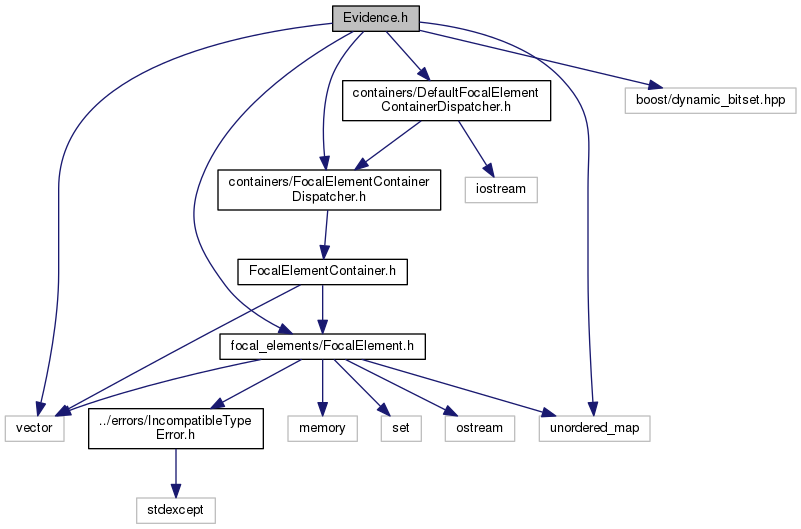 Evidence.h
containers/DefaultFocalElement
ContainerDispatcher.h
boost/dynamic_bitset.hpp
containers/FocalElementContainer
Dispatcher.h
iostream
FocalElementContainer.h
focal_elements/FocalElement.h
vector
../errors/IncompatibleType
Error.h
memory
set
ostream
unordered_map
stdexcept